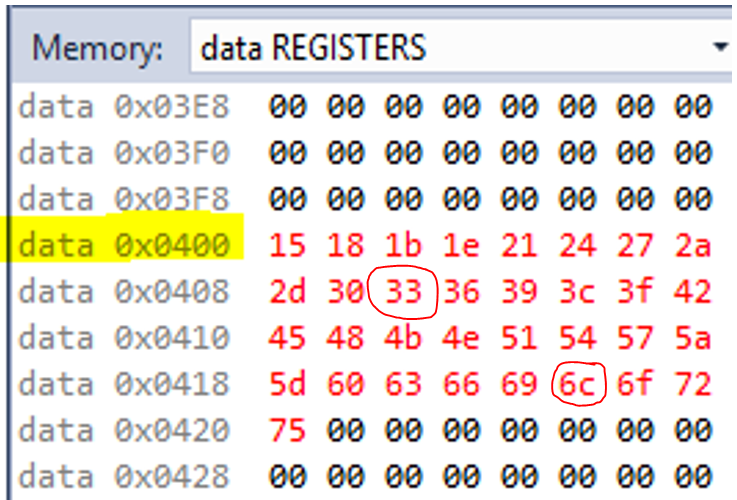 Memory: data REGISTERS
data 0x03E8 00 00 00 00 00 00 00 00
data 0x03F0 00 00 00 00 00 00 00 00
data 0x03F8 00 00 00 00 00 00 00 00
data 0x0400 15 18 1b 1e 21 24 27 2a
data 0x0408 2d 30 33 36 39 3c 3f 42
data 0x0410 45 48 4b 4e 51 54 57 5a
data 0x0418 5d 60 63 66 69 6c 6f 72
data 0x0420 75 00 00 00 00 00 00 00
data 0x0428 00 00 00 00 00 00 00 00